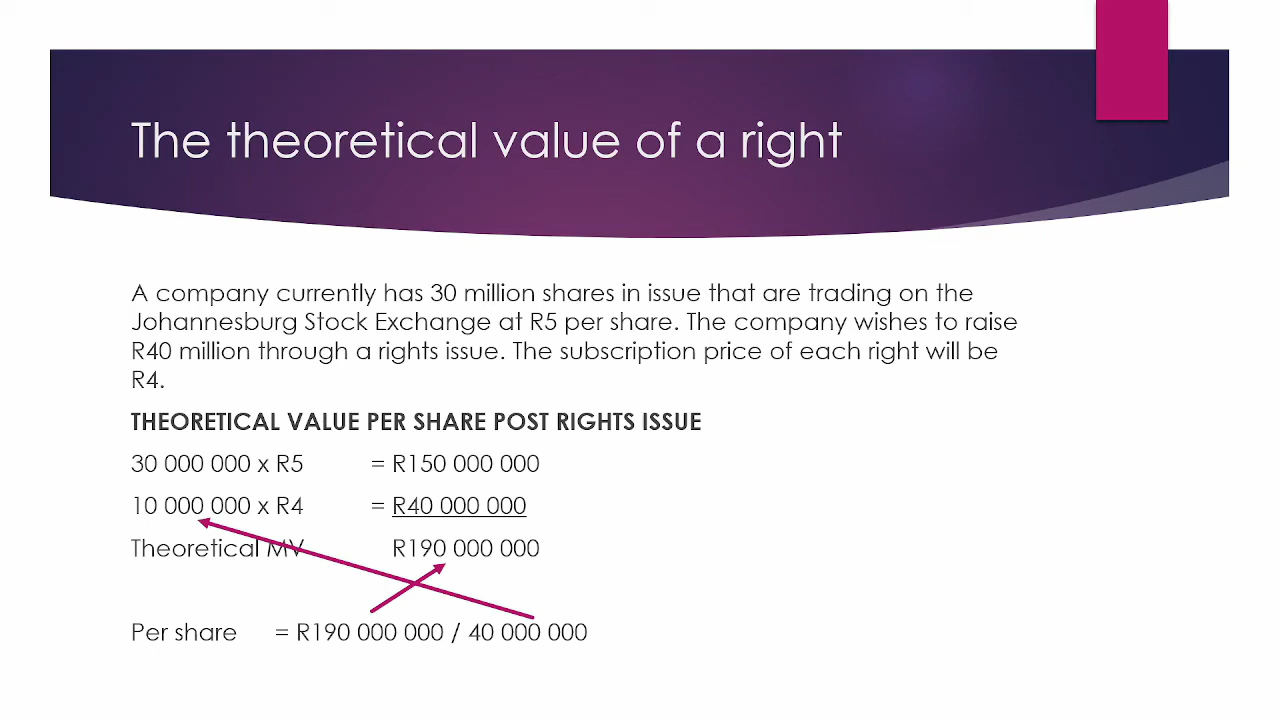 The theoretical value of a right
A company currently has 30 million shares in issue that are trading on the
Johannesburg Stock Exchange at R5 per share. The company wishes to raise
R40 million through a rights issue. The subscription price of each right will be
R4.
THEORETICAL VALUE PER SHARE POST RIGHTS ISSUE
30 000 000 x R5 = R150 000 000
10 000 000 x R4 = R40 000 000
Theoretical MV R190 000 000
Per share = R190 000 000 / 40 000 000